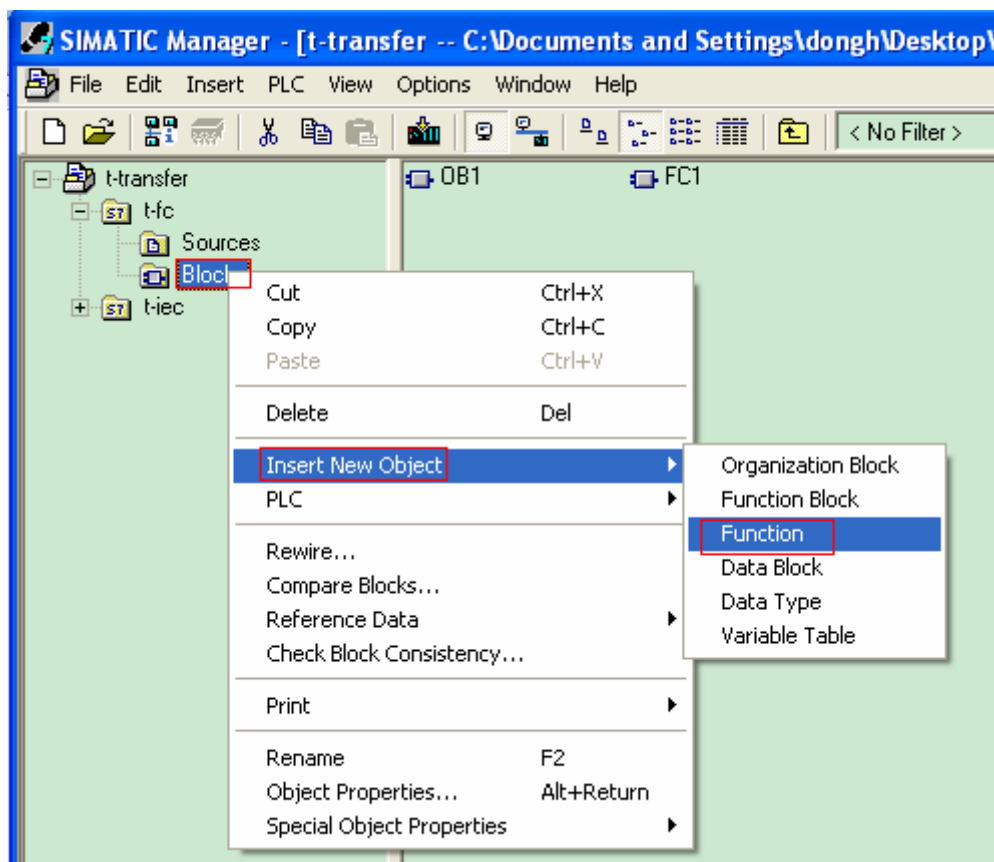 SIMATIC Manager - [t-transfer -- C:\Documents and Settings\dongh\Desktop\
File Edit Insert PLC View Options Window Help
< No Filter >
t-transfer
OB1 FC1
t-fc
Sources
t-iec
Cut Ctrl+X
Copy Ctrl+C
Paste Ctrl+V
Delete Del
Insert New Object
PLC
Rewire...
Compare Blocks...
Reference Data
Check Block Consistency...
Print
Rename F2
Object Properties... Alt+Return
Special Object Properties
Organization Block
Function Block
Function
Data Block
Data Type
Variable Table